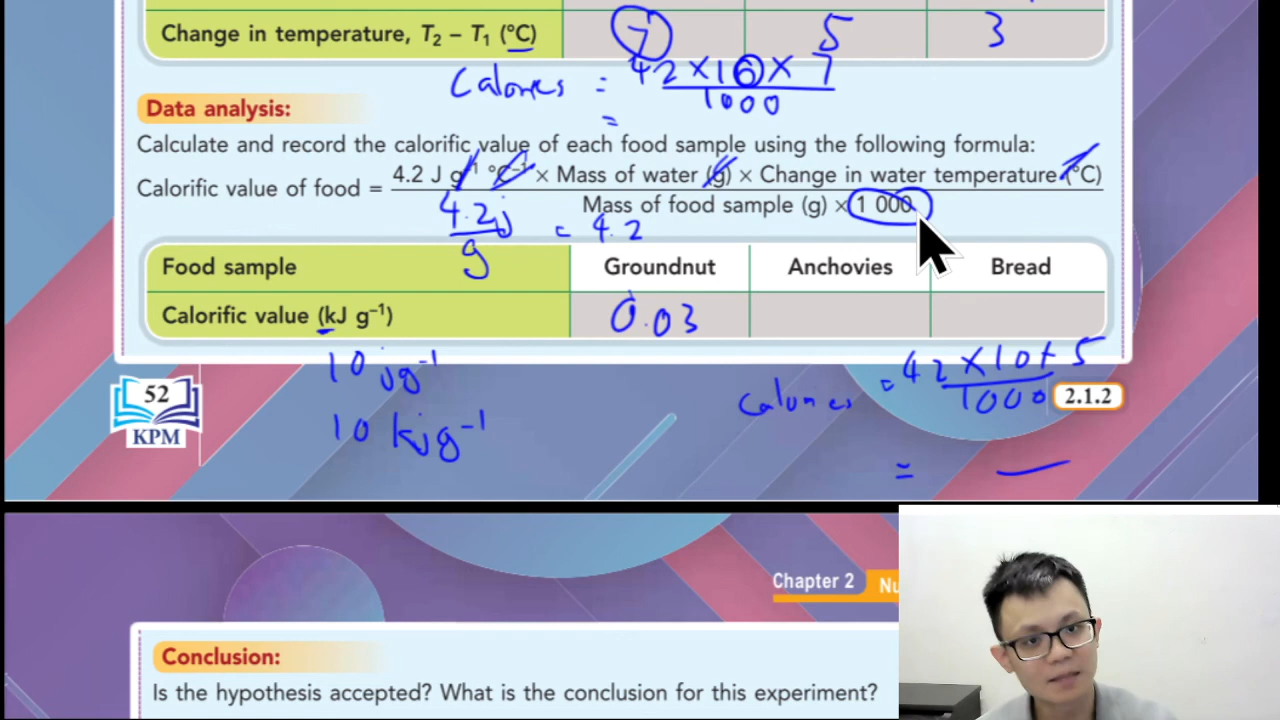 Change in temperature, T₂ – T₁ (°C) 7 5 3
Calories = 42 × 10 × 7
1000
=
Data analysis:
Calculate and record the calorific value of each food sample using the following formula:
Calorific value of food = 4.2 J g⁻¹ °C⁻¹ × Mass of water (g) × Change in water temperature (°C)
Mass of food sample (g) × 1 000
4.2j = 4.2
g
Food sample Groundnut Anchovies Bread
Calorific value (kJ g⁻¹) 0.03
10 jg⁻¹
10 kjg⁻¹
Calories = 42 × 10 × 5
1000
=
52
KPM
2.1.2
Chapter 2
Conclusion:
Is the hypothesis accepted? What is the conclusion for this experiment?